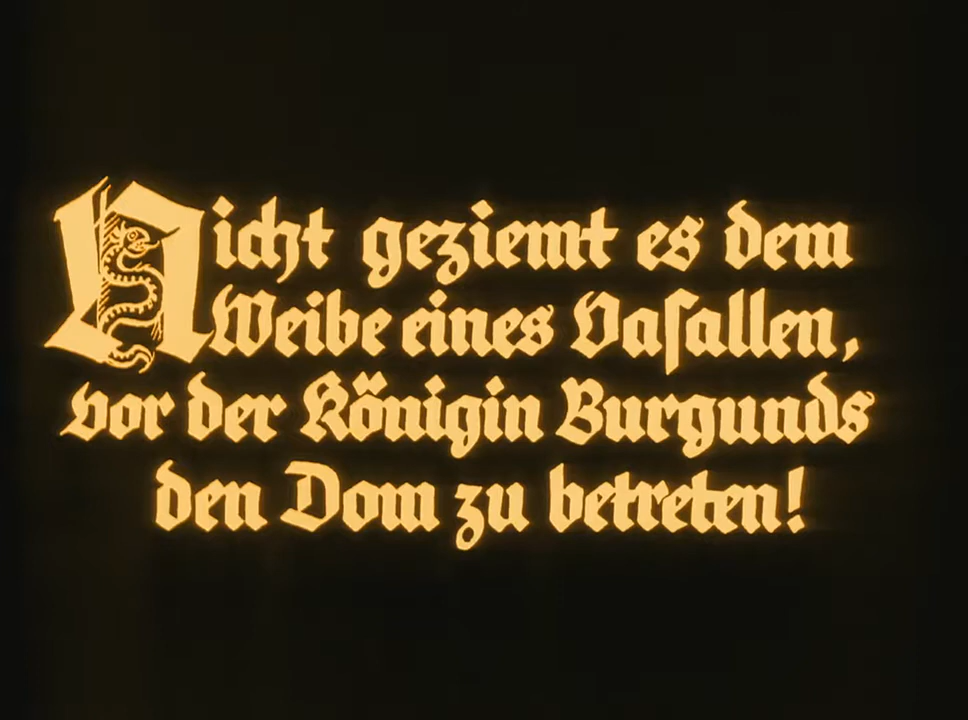 Nicht geziemt es dem
Weibe eines Vaſallen,
vor der Königin Burgunds
den Dom zu betreten!